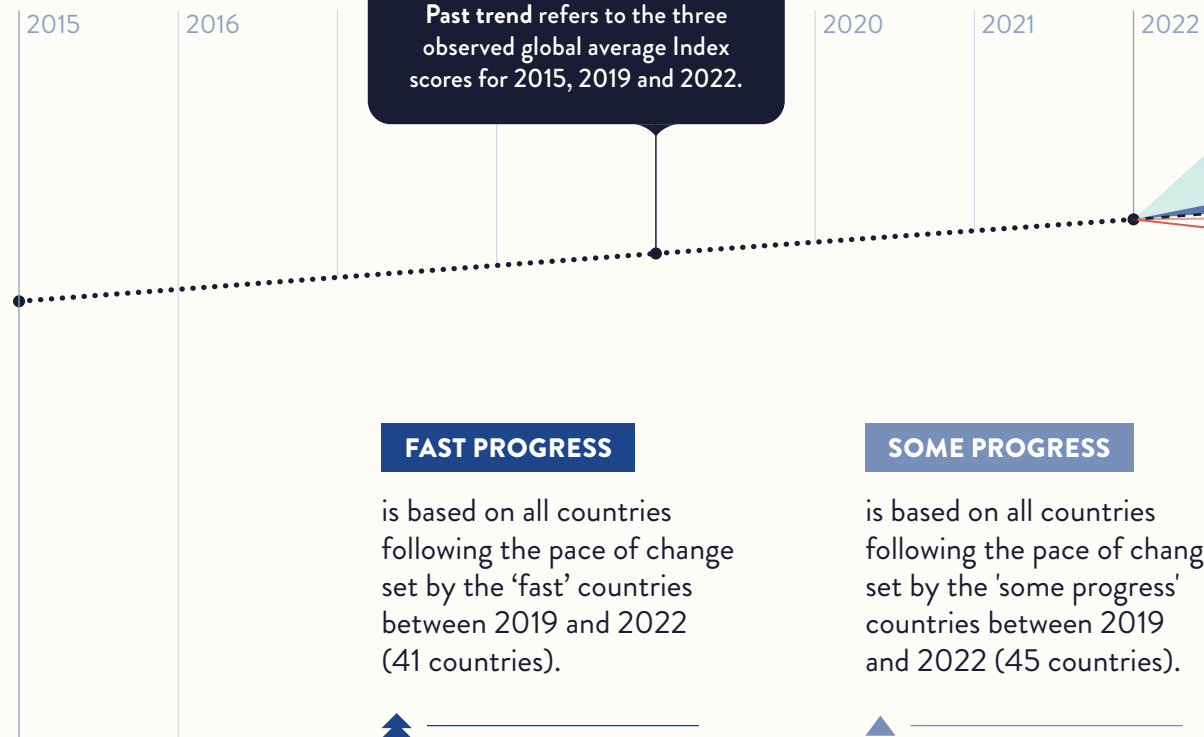 2015
2016
Past trend refers to the three
observed global average Index
scores for 2015, 2019 and 2022.
2020
2021
2022
FAST PROGRESS
is based on all countries
following the pace of change
set by the ‘fast’ countries
between 2019 and 2022
(41 countries).
SOME PROGRESS
is based on all countries
following the pace of chang
set by the 'some progress'
countries between 2019
and 2022 (45 countries).